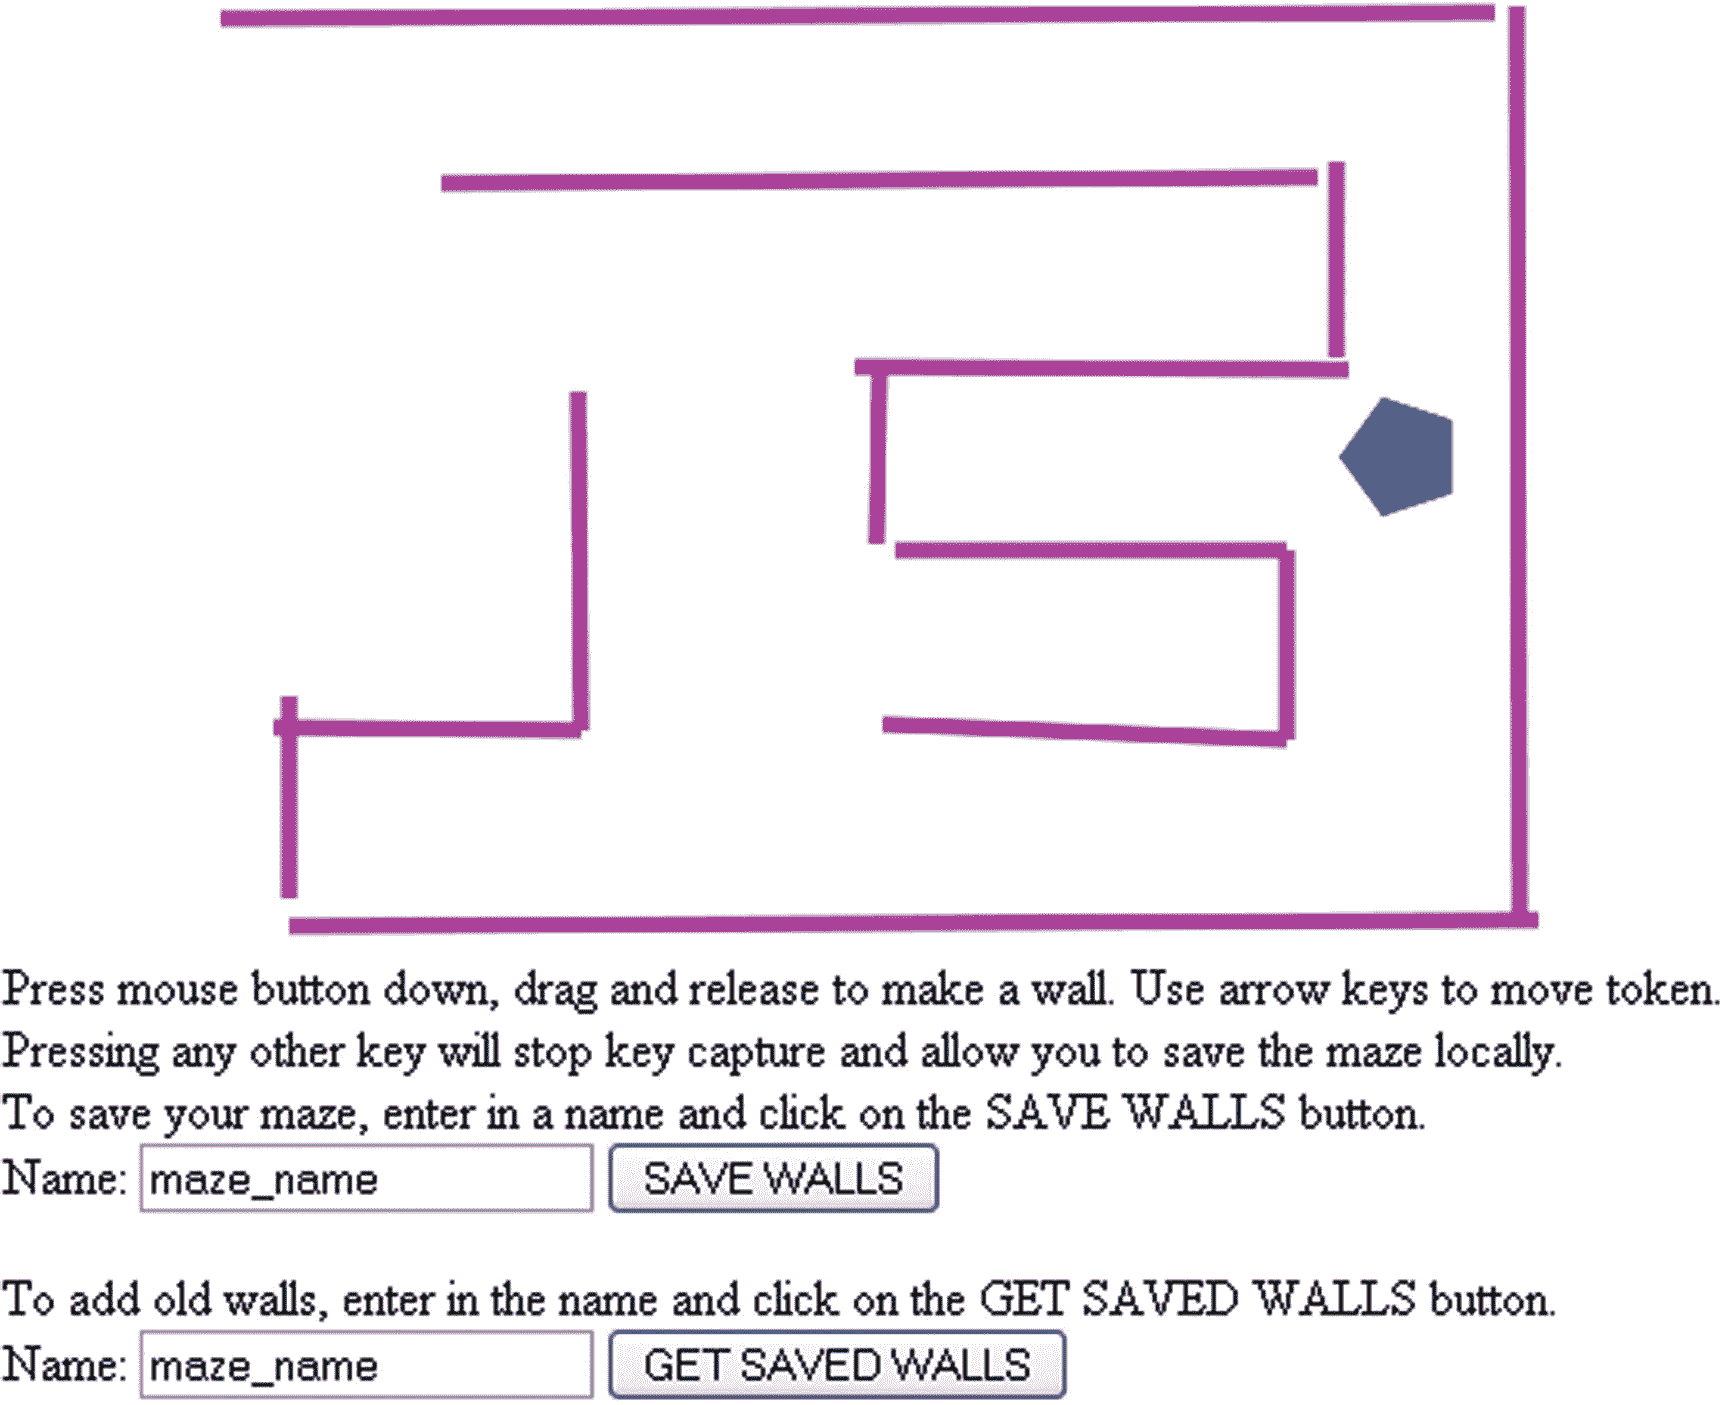 Press mouse button down, drag and release to make a wall. Use arrow keys to move token.
Pressing any other key will stop key capture and allow you to save the maze locally.
To save your maze, enter in a name and click on the SAVE WALLS button.
Name: maze_name SAVE WALLS
To add old walls, enter in the name and click on the GET SAVED WALLS button.
Name: maze_name GET SAVED WALLS